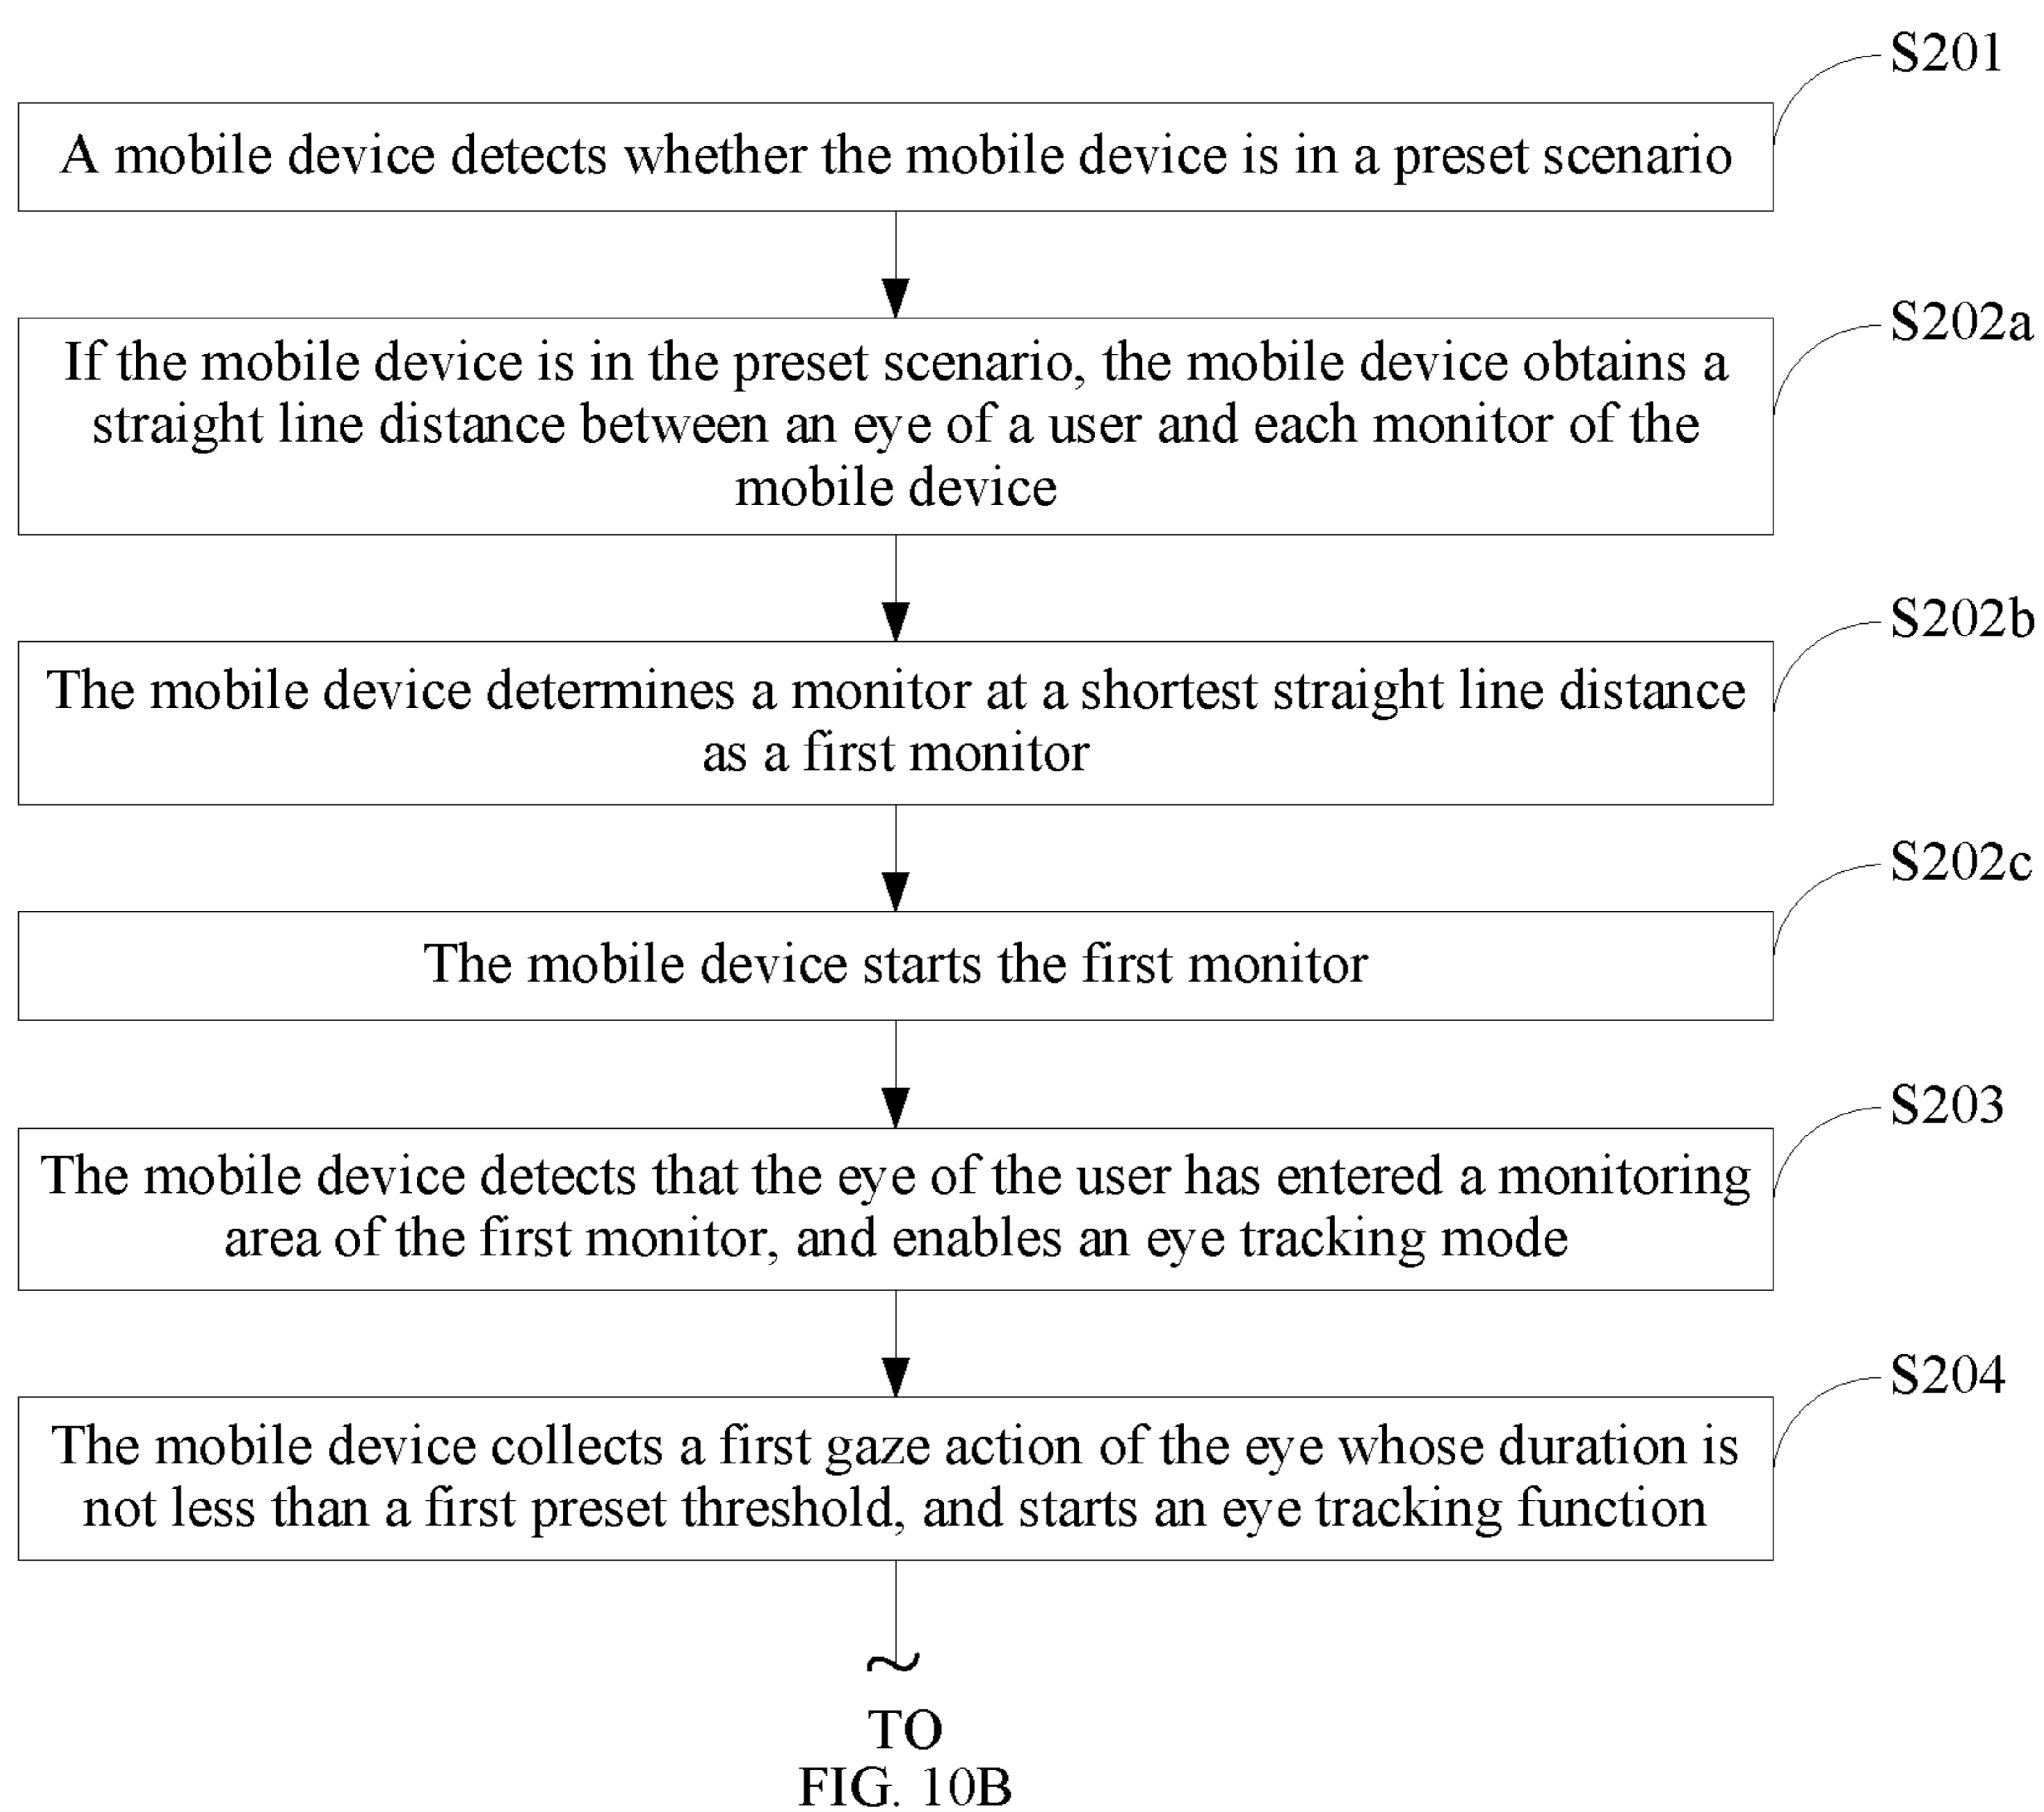 S201
A mobile device detects whether the mobile device is in a preset scenario
S202a
If the mobile device is in the preset scenario, the mobile device obtains a
straight line distance between an eye of a user and each monitor of the
mobile device
S202b
The mobile device determines a monitor at a shortest straight line distance
as a first monitor
S202c
The mobile device starts the first monitor
S203
The mobile device detects that the eye of the user has entered a monitoring
area of the first monitor, and enables an eye tracking mode
S204
The mobile device collects a first gaze action of the eye whose duration is
not less than a first preset threshold, and starts an eye tracking function
~
TO
FIG. 10B